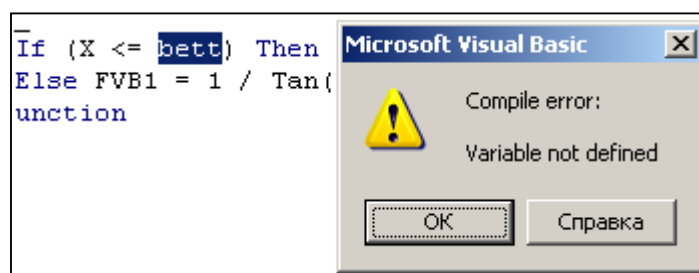 If (X <= bett) Then
Else FVB1 = 1 / Tan(
unction
Microsoft Visual Basic
Compile error:
Variable not defined
OK
Справка